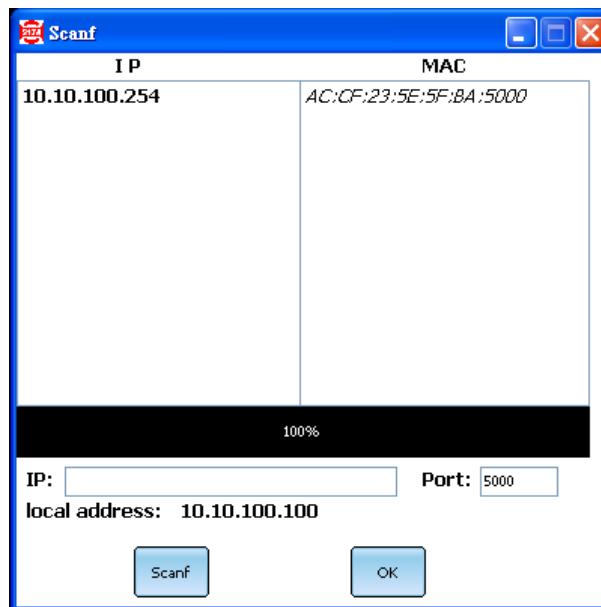 Scanf
I P MAC
10.10.100.254 AC:CF:23:5E:5F:BA:5000
100%
IP: Port: 5000
local address: 10.10.100.100
Scanf OK